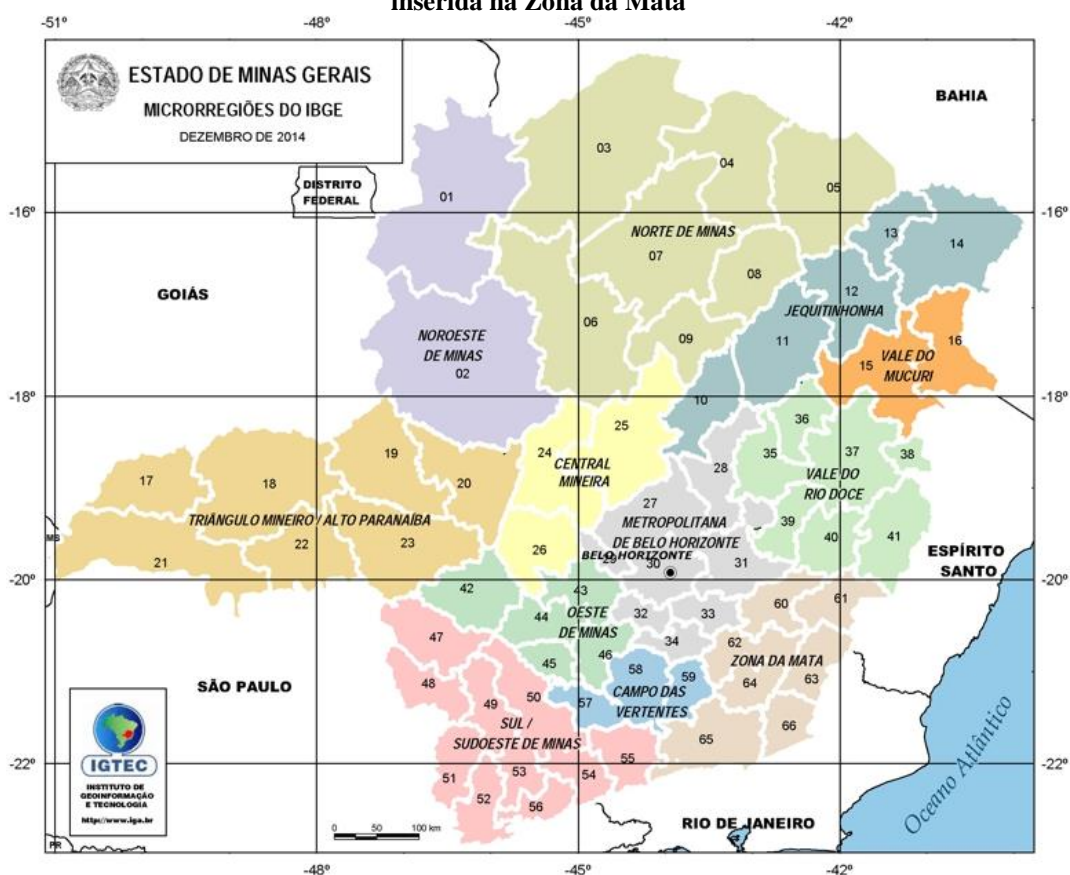 inserida na Zona da Mata
-51°
-48°
-45°
-42°
ESTADO DE MINAS GERAIS
MICRORREGIÕES DO IBGE
DEZEMBRO DE 2014
BAHIA
03
04
05
DISTRITO
FEDERAL
01
-16°
-16°
13
14
NORTE DE MINAS
07
08
GOIÁS
12
JEQUITINHONHA
06
NOROESTE
DE MINAS
02
09
11
16
15
VALE DO
MUCURI
-18°
-18°
10
36
25
19
24
35
37
38
CENTRAL
MINEIRA
28
VALE DO
RIO DOCE
17
18
20
27
TRIÂNGULO MINEIRO / ALTO PARANAÍBA
METROPOLITANA
DE BELO HORIZONTE
39
40
41
MS
21
22
23
26
BELO HORIZONTE
29
30
31
ESPÍRITO
SANTO
-20°
-20°
42
43
60
61
44
OESTE
DE MINAS
32
33
47
34
62
45
46
58
59
ZONA DA MATA
63
64
SÃO PAULO
48
49
50
57
CAMPO DAS
VERTENTES
SUL /
SUDOESTE DE MINAS
65
66
55
-22°
-22°
51
53
54
52
56
IGTEC
INSTITUTO DE
GEOINFORMAÇÃO
E TECNOLOGIA
http://www.iga.br
0 50 100 km
RIO DE JANEIRO
Oceano Atlântico
PR
-48°
-45°
-42°